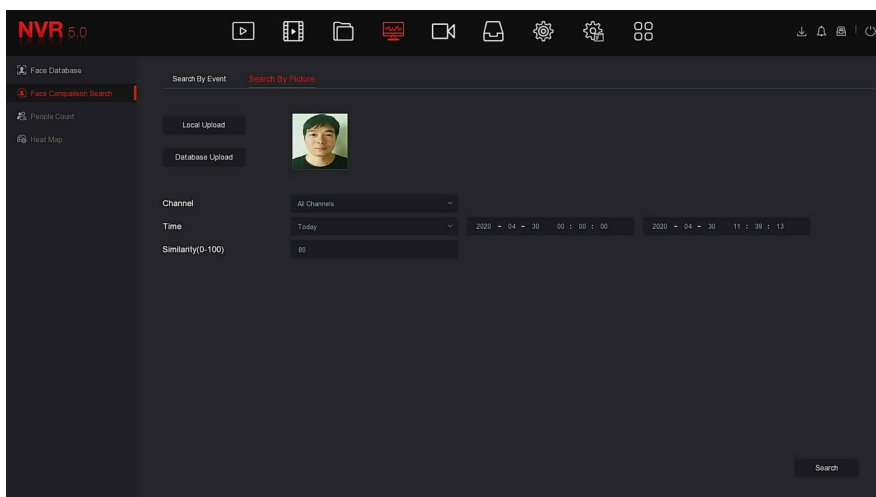 NVR 5.0
Face Database
Face Comparison Search
People Count
Heat Map
Search By Event Search By Picture
Local Upload
Database Upload
Channel All Channels
Time Today 2020 - 04 - 30 00 : 00 : 00 2020 - 04 - 30 11 : 39 : 13
Similarity(0-100) 80
Search